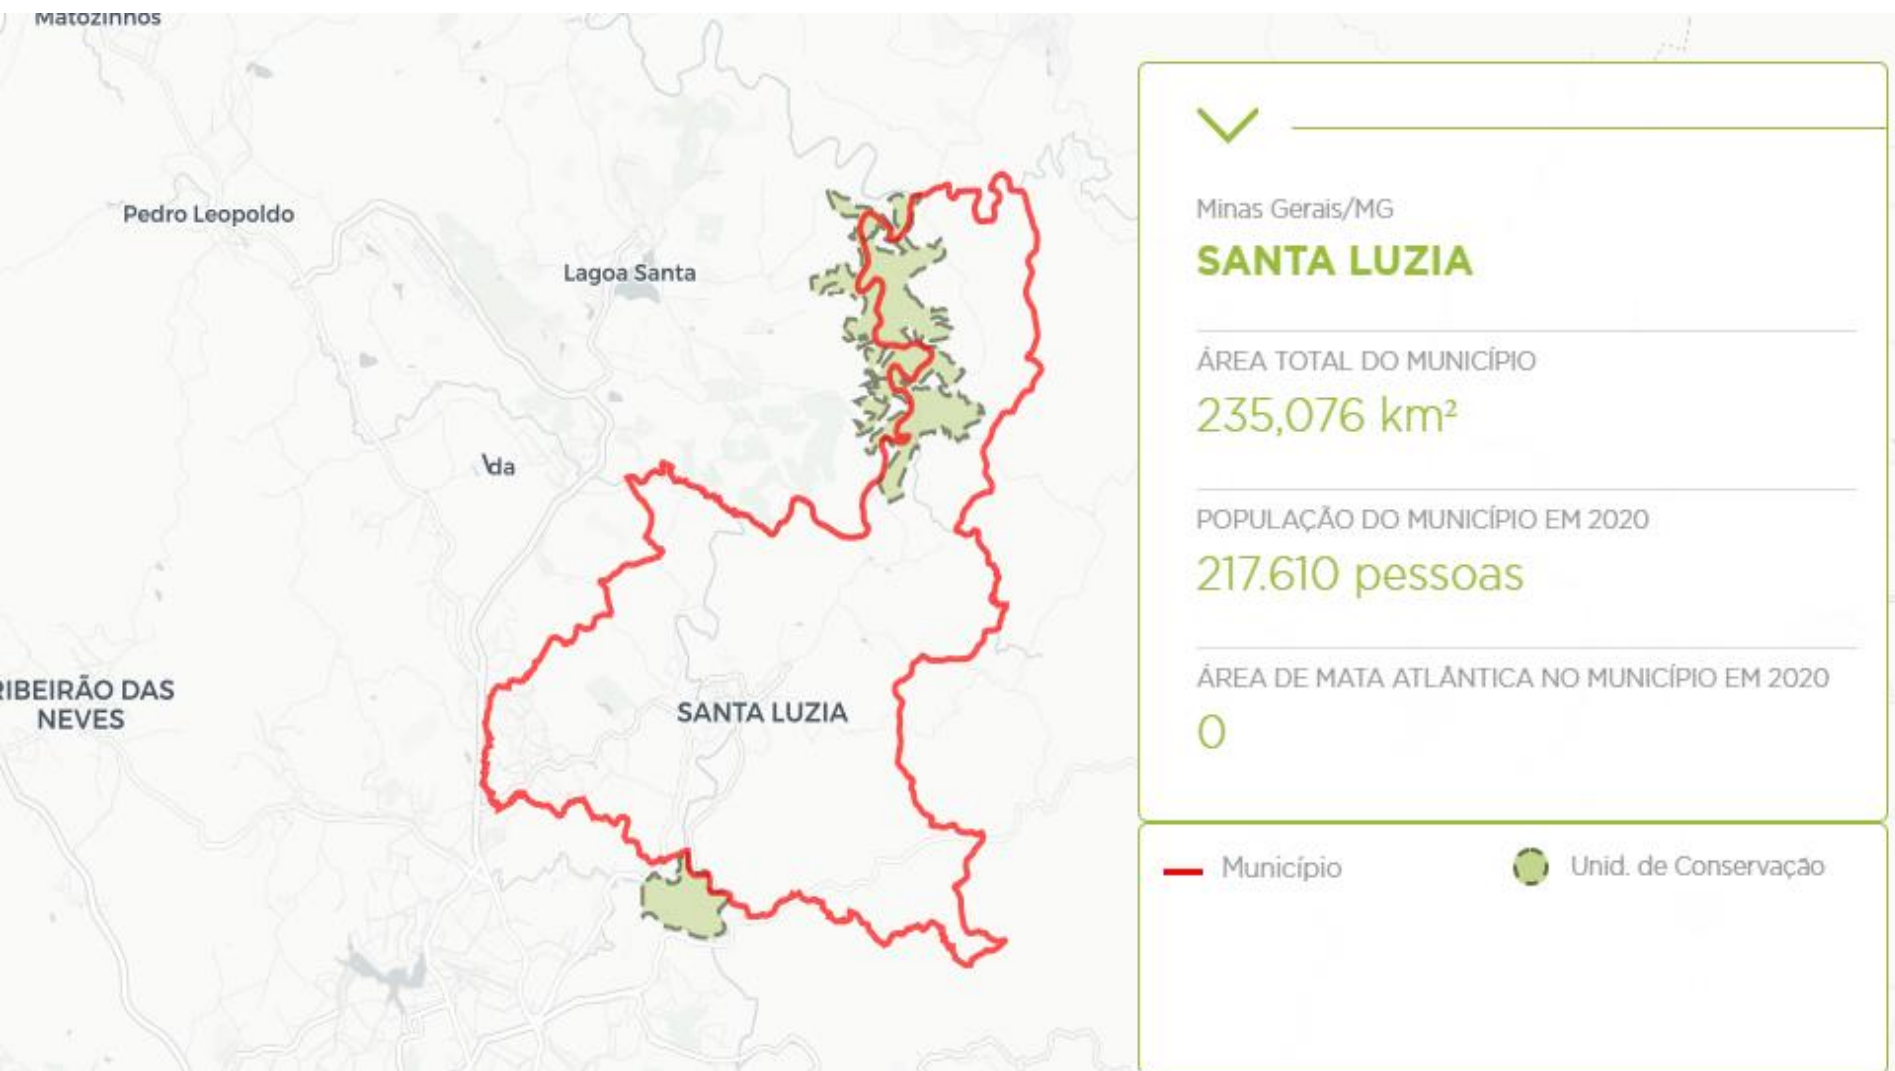 Matozinhos
Pedro Leopoldo
Lagoa Santa
da
RIBEIRÃO DAS
NEVES
SANTA LUZIA
Minas Gerais/MG
SANTA LUZIA
ÁREA TOTAL DO MUNICÍPIO
235,076 km²
POPULAÇÃO DO MUNICÍPIO EM 2020
217.610 pessoas
ÁREA DE MATA ATLÂNTICA NO MUNICÍPIO EM 2020
0
Município
Unid. de Conservação